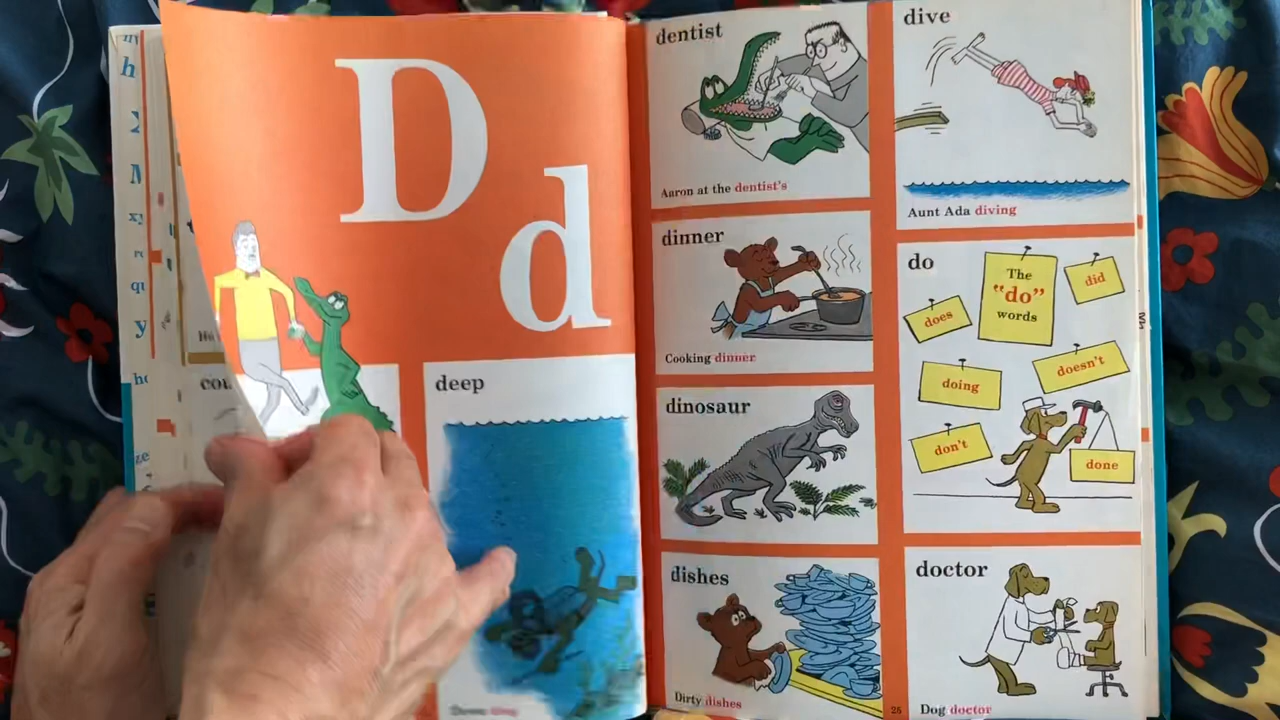 D
d
deep
dentist
Aaron at the dentist's
dinner
Cooking dinner
dinosaur
dishes
Dirty dishes
25
dive
Aunt Ada diving
do
The
"do"
words
did
does
doing
doesn't
don't
done
doctor
Dog doctor